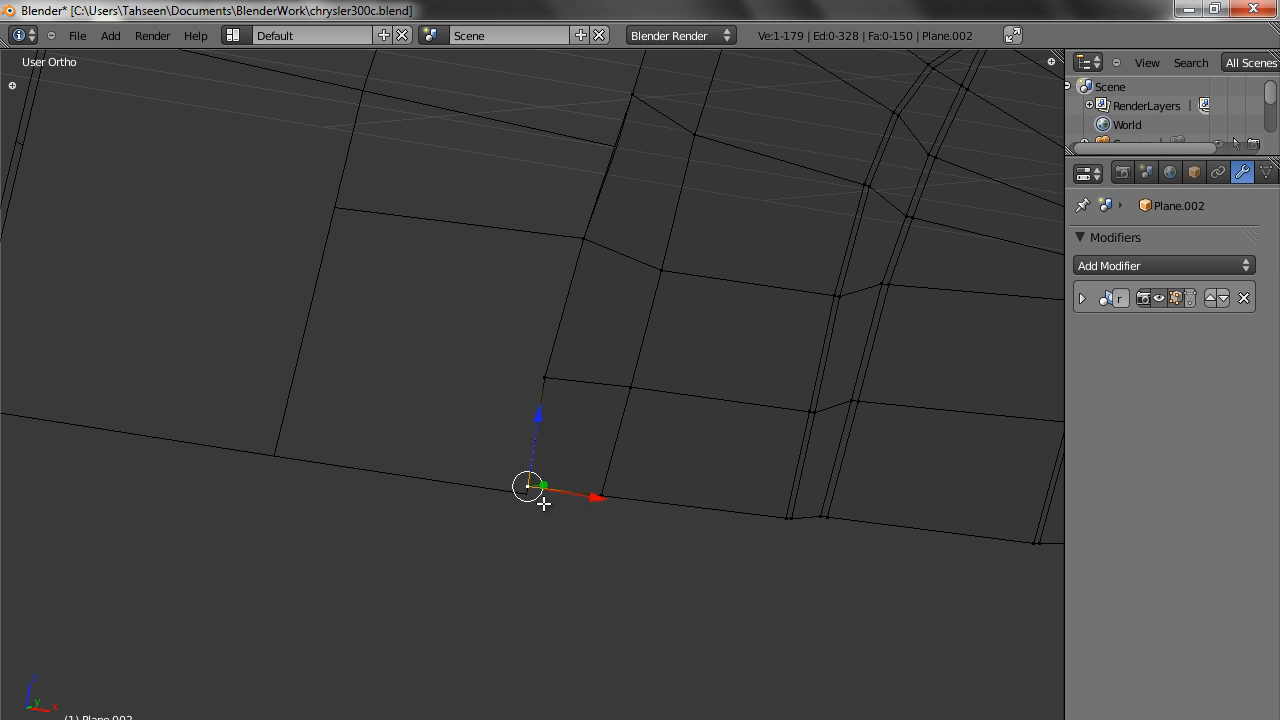 Blender* [C:\Users\Tahseen\Documents\BlenderWork\chrysler300c.blend]
File Add Render Help Default Scene Blender Render Ve:1-179 | Ed:0-328 | Fa:0-150 | Plane.002
User Ortho
View Search All Scenes
Scene
RenderLayers
World
Plane.002
Modifiers
Add Modifier
r
y x
(1) Plane.002